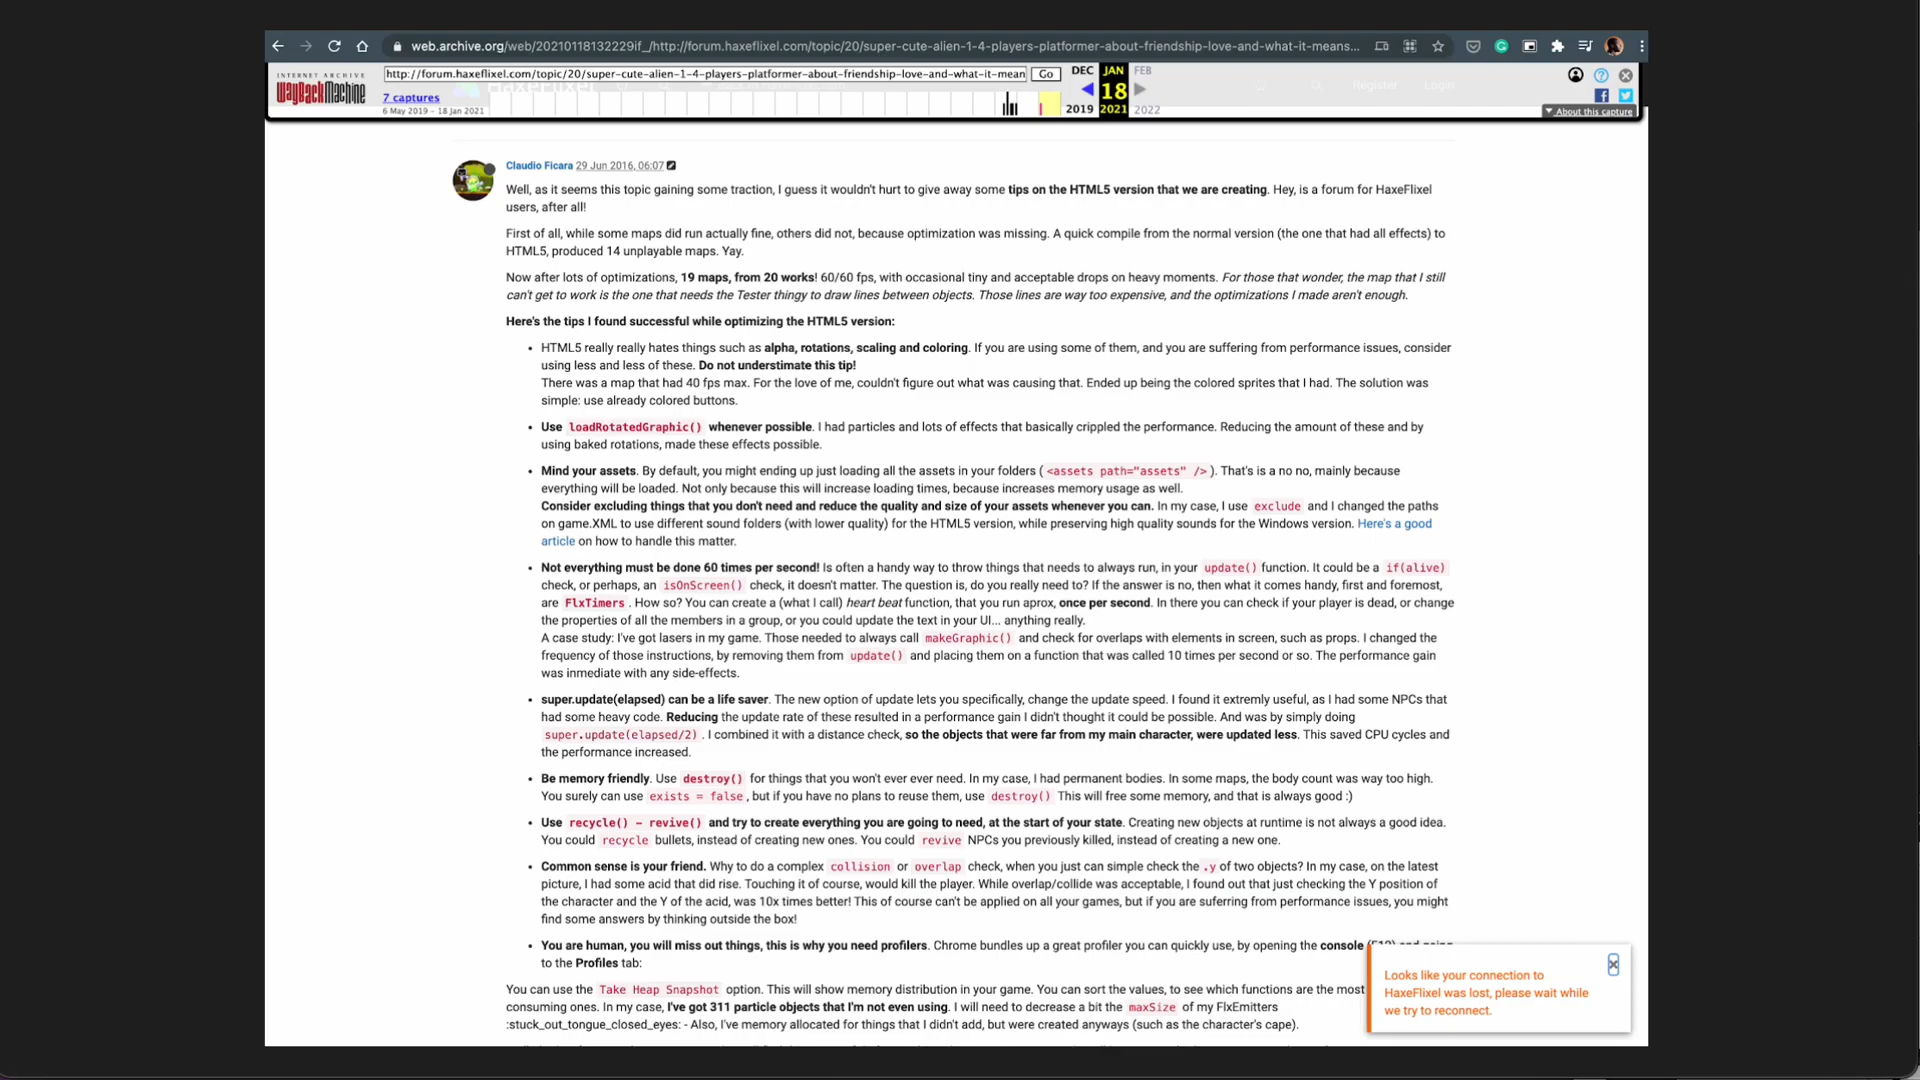 web.archive.org/web/20210118132229if_/http://forum.haxeflixel.com/topic/20/super-cute-alien-1-4-players-platformer-about-friendship-love-and-what-it-means...
INTERNET ARCHIVE
WayBackMachine
http://forum.haxeflixel.com/topic/20/super-cute-alien-1-4-players-platformer-about-friendship-love-and-what-it-mean
Go
DEC
JAN
FEB
7 captures
6 May 2019 – 18 Jan 2021
18
2019
2021
2022
HaxeFlixel
Register
Login
About this capture
Claudio Ficara 29 Jun 2016, 06:07
Well, as it seems this topic gaining some traction, I guess it wouldn't hurt to give away some tips on the HTML5 version that we are creating. Hey, is a forum for HaxeFlixel
users, after all!
First of all, while some maps did run actually fine, others did not, because optimization was missing. A quick compile from the normal version (the one that had all effects) to
HTML5, produced 14 unplayable maps. Yay.
Now after lots of optimizations, 19 maps, from 20 works! 60/60 fps, with occasional tiny and acceptable drops on heavy moments. For those that wonder, the map that I still
can't get to work is the one that needs the Tester thingy to draw lines between objects. Those lines are way too expensive, and the optimizations I made aren't enough.
Here's the tips I found successful while optimizing the HTML5 version:
• HTML5 really really hates things such as alpha, rotations, scaling and coloring. If you are using some of them, and you are suffering from performance issues, consider
using less and less of these. Do not understimate this tip!
There was a map that had 40 fps max. For the love of me, couldn't figure out what was causing that. Ended up being the colored sprites that I had. The solution was
simple: use already colored buttons.
• Use loadRotatedGraphic() whenever possible. I had particles and lots of effects that basically crippled the performance. Reducing the amount of these and by
using baked rotations, made these effects possible.
• Mind your assets. By default, you might ending up just loading all the assets in your folders ( <assets path="assets" /> ). That's is a no no, mainly because
everything will be loaded. Not only because this will increase loading times, because increases memory usage as well.
Consider excluding things that you don't need and reduce the quality and size of your assets whenever you can. In my case, I use exclude and I changed the paths
on game.XML to use different sound folders (with lower quality) for the HTML5 version, while preserving high quality sounds for the Windows version. Here's a good
article on how to handle this matter.
• Not everything must be done 60 times per second! Is often a handy way to throw things that needs to always run, in your update() function. It could be a if(alive)
check, or perhaps, an isOnScreen() check, it doesn't matter. The question is, do you really need to? If the answer is no, then what it comes handy, first and foremost,
are FlxTimers . How so? You can create a (what I call) heart beat function, that you run aprox, once per second. In there you can check if your player is dead, or change
the properties of all the members in a group, or you could update the text in your UI... anything really.
A case study: I've got lasers in my game. Those needed to always call makeGraphic() and check for overlaps with elements in screen, such as props. I changed the
frequency of those instructions, by removing them from update() and placing them on a function that was called 10 times per second or so. The performance gain
was inmediate with any side-effects.
• super.update(elapsed) can be a life saver. The new option of update lets you specifically, change the update speed. I found it extremly useful, as I had some NPCs that
had some heavy code. Reducing the update rate of these resulted in a performance gain I didn't thought it could be possible. And was by simply doing
super.update(elapsed/2) . I combined it with a distance check, so the objects that were far from my main character, were updated less. This saved CPU cycles and
the performance increased.
• Be memory friendly. Use destroy() for things that you won't ever ever need. In my case, I had permanent bodies. In some maps, the body count was way too high.
You surely can use exists = false , but if you have no plans to reuse them, use destroy() This will free some memory, and that is always good :)
• Use recycle() - revive() and try to create everything you are going to need, at the start of your state. Creating new objects at runtime is not always a good idea.
You could recycle bullets, instead of creating new ones. You could revive NPCs you previously killed, instead of creating a new one.
• Common sense is your friend. Why to do a complex collision or overlap check, when you just can simple check the .y of two objects? In my case, on the latest
picture, I had some acid that did rise. Touching it of course, would kill the player. While overlap/collide was acceptable, I found out that just checking the Y position of
the character and the Y of the acid, was 10x times better! This of course can't be applied on all your games, but if you are suferring from performance issues, you might
find some answers by thinking outside the box!
• You are human, you will miss out things, this is why you need profilers. Chrome bundles up a great profiler you can quickly use, by opening the console
to the Profiles tab:
You can use the Take Heap Snapshot option. This will show memory distribution in your game. You can sort the values, to see which functions are the most
consuming ones. In my case, I've got 311 particle objects that I'm not even using. I will need to decrease a bit the maxSize of my FlxEmitters
:stuck_out_tongue_closed_eyes: - Also, I've memory allocated for things that I didn't add, but were created anyways (such as the character's cape).
Looks like your connection to
HaxeFlixel was lost, please wait while
we try to reconnect.